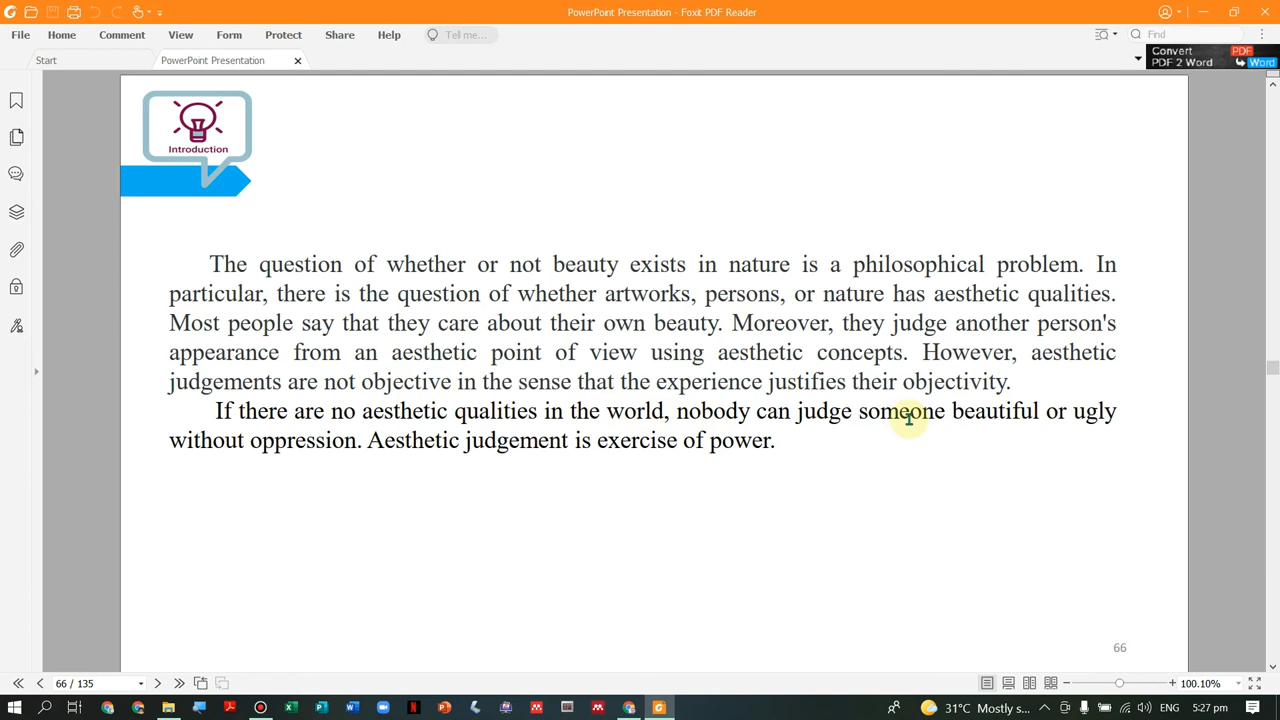 PowerPoint Presentation - Foxit PDF Reader
File Home Comment View Form Protect Share Help Tell me... Find
Start PowerPoint Presentation
Convert PDF
PDF 2 Word Word
Introduction
The question of whether or not beauty exists in nature is a philosophical problem. In
particular, there is the question of whether artworks, persons, or nature has aesthetic qualities.
Most people say that they care about their own beauty. Moreover, they judge another person's
appearance from an aesthetic point of view using aesthetic concepts. However, aesthetic
judgements are not objective in the sense that the experience justifies their objectivity.
If there are no aesthetic qualities in the world, nobody can judge someone beautiful or ugly
without oppression. Aesthetic judgement is exercise of power.
66
66 / 135 100.10%
31°C Mostly s... ENG 5:27 pm